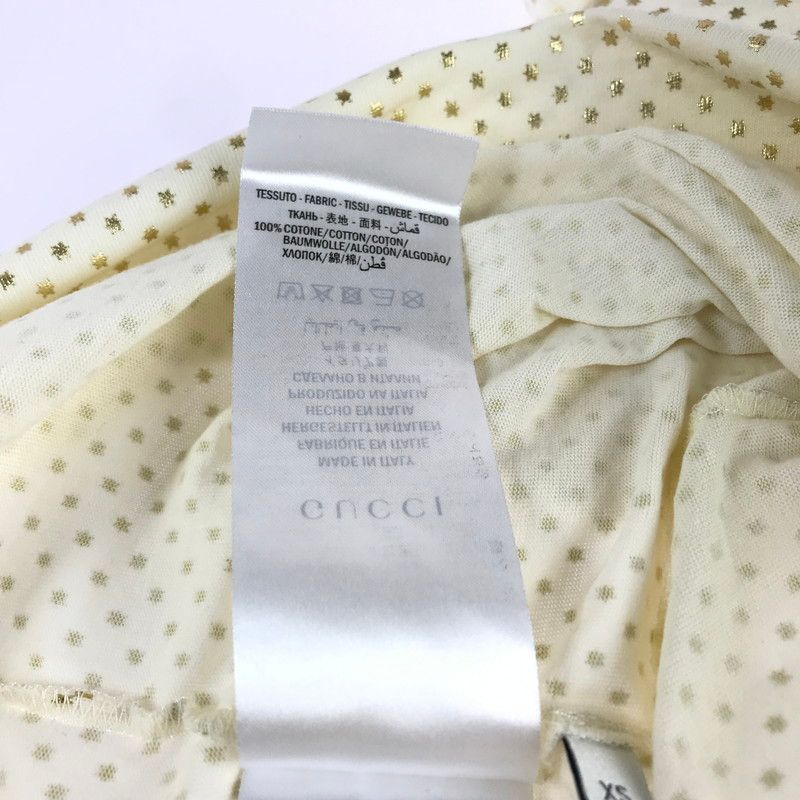 TESSUTO - FABRIC - TISSU - GEWEBE - TECIDO
ТКАНЬ - 表地 - 面料 - قماش
100% COTONE/COTTON/COTON/
BAUMWOLLE/ALGODÓN/ALGODÃO/
ХЛОПОК/綿/棉/قطن
СДЕЛАНО В ИТАЛИИ
PRODUZIDO NA ITALIA
HECHO EN ITALIA
HERGESTELLT IN ITALIEN
FABRIQUE EN ITALIE
MADE IN ITALY
GUCCI
XS